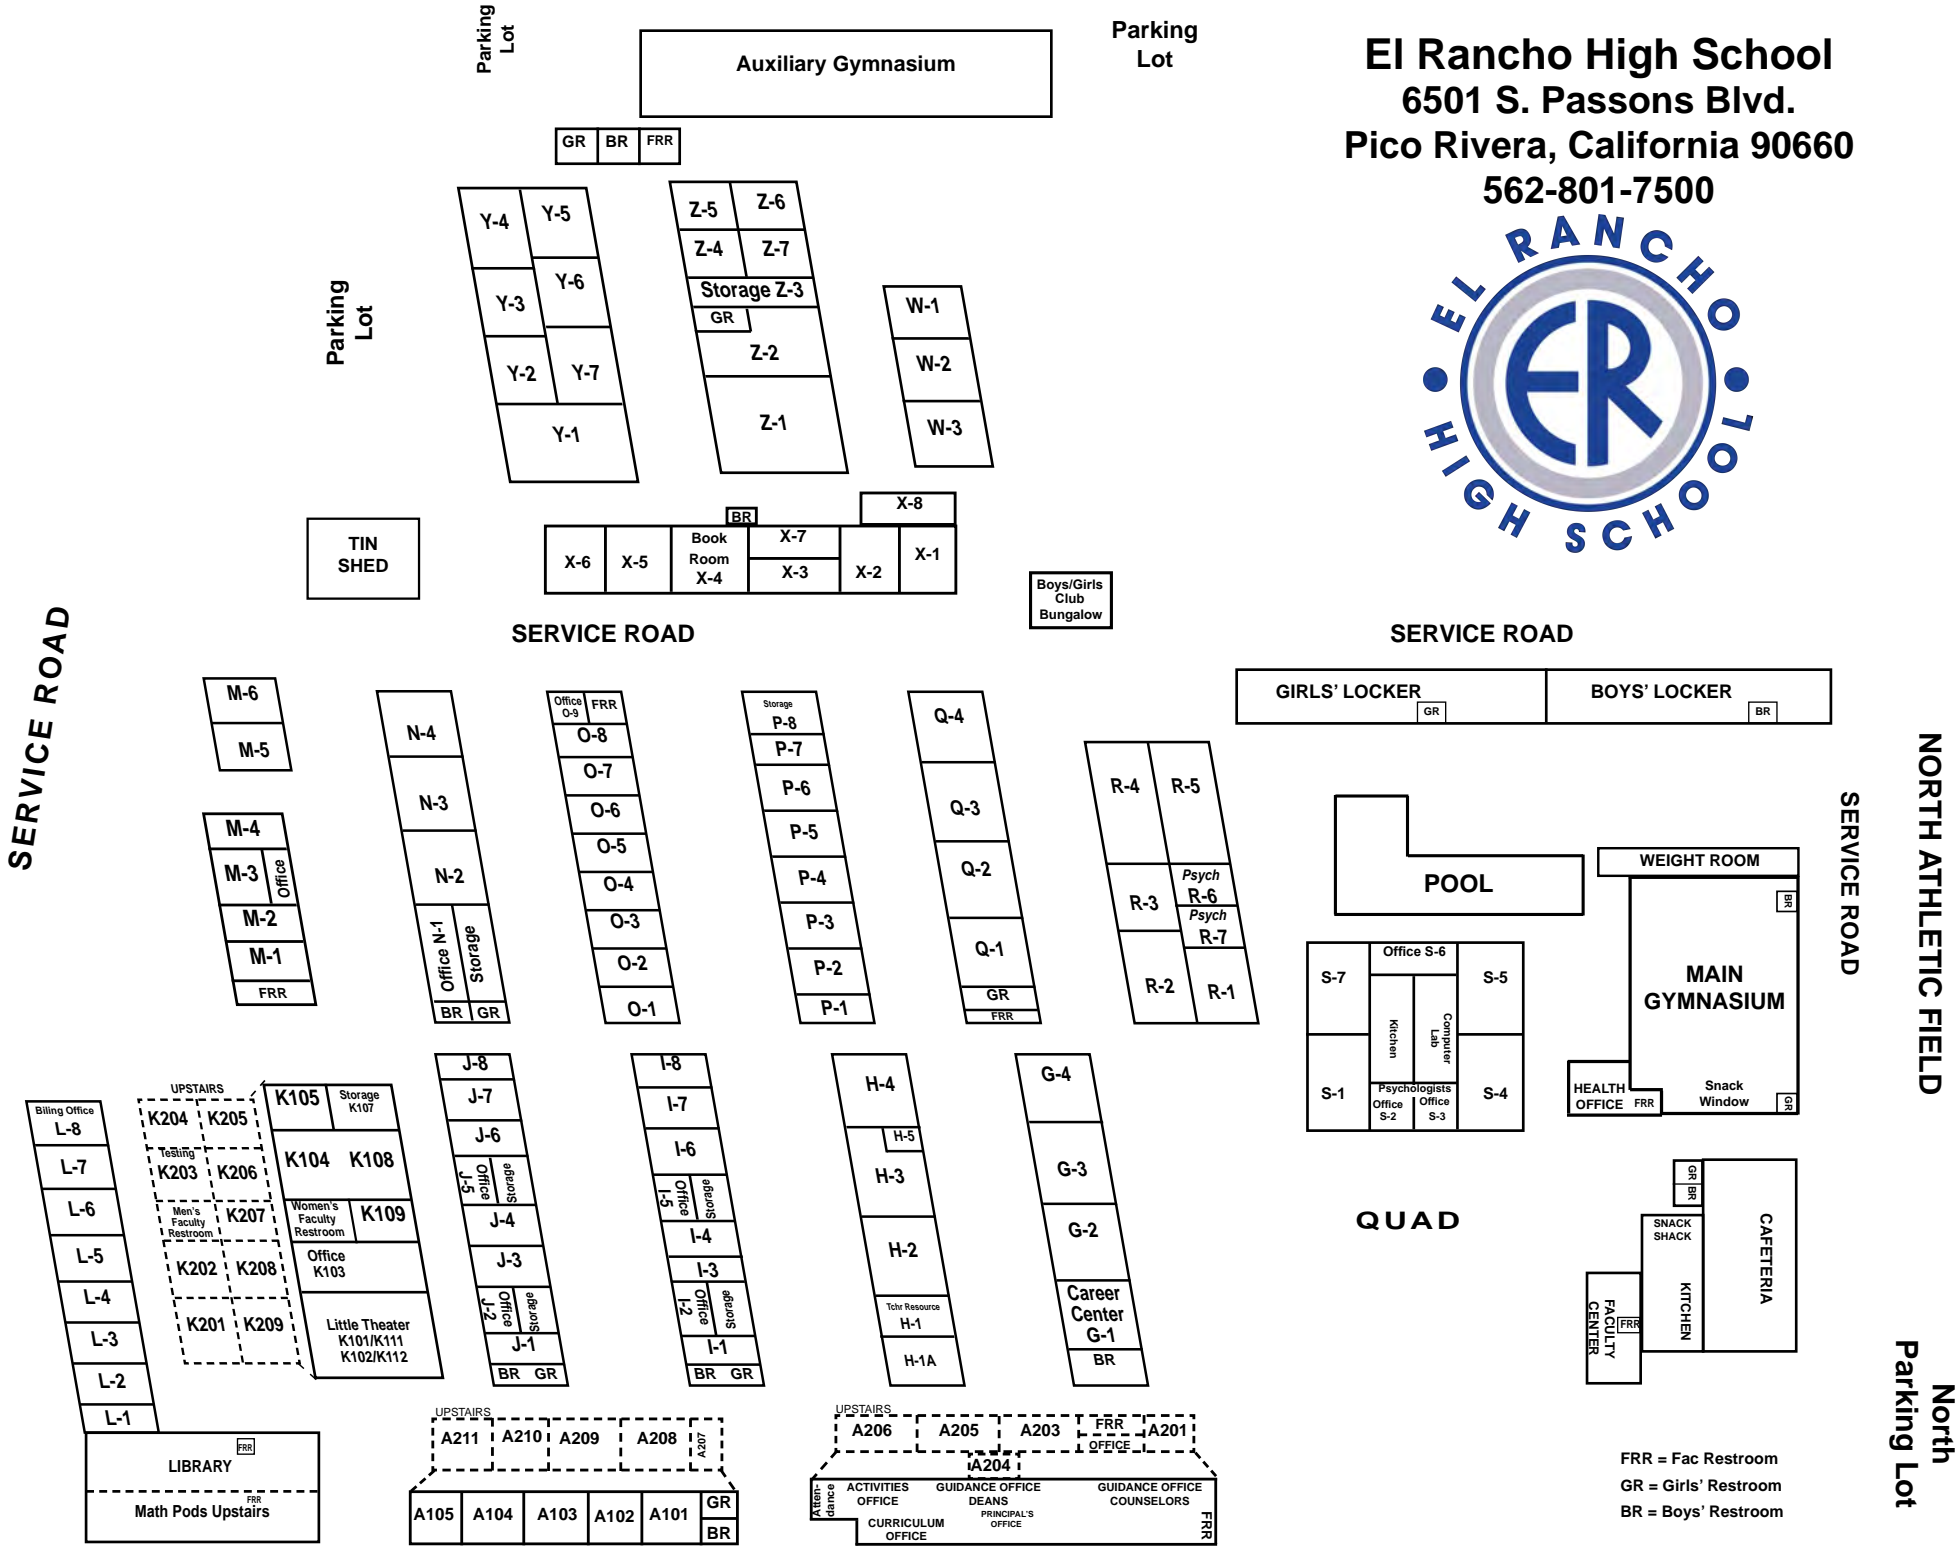 El Rancho High School
6501 S. Passons Blvd.
Pico Rivera, California 90660
562-801-7500
EL RANCHO
ER
HIGH SCHOOL
Parking
Lot
Auxiliary Gymnasium
Parking
Lot
GR BR FRR
Parking
Lot
Y-4 Y-5
Y-3 Y-6
Y-2 Y-7
Y-1
Z-5 Z-6
Z-4 Z-7
Storage Z-3
GR
Z-2
Z-1
W-1
W-2
W-3
TIN
SHED
BR
X-8
X-6
X-5
Book
Room
X-4
X-7
X-3
X-2
X-1
Boys/Girls
Club
Bungalow
SERVICE ROAD
SERVICE ROAD
SERVICE ROAD
GIRLS' LOCKER
GR
BOYS' LOCKER
BR
M-6
M-5
M-4
M-3 Office
M-2
M-1
FRR
N-4
N-3
N-2
Office N-1 Storage
BR GR
Office
O-9
FRR
O-8
O-7
O-6
O-5
O-4
O-3
O-2
O-1
Storage
P-8
P-7
P-6
P-5
P-4
P-3
P-2
P-1
Q-4
Q-3
Q-2
Q-1
GR
FRR
R-4 R-5
R-3
Psych
R-6
Psych
R-7
R-2 R-1
POOL
WEIGHT ROOM
BR
MAIN
GYMNASIUM
Snack
Window
GR
HEALTH
OFFICE FRR
SERVICE ROAD
NORTH ATHLETIC FIELD
S-7
Office S-6
S-5
Kitchen
Computer
Lab
S-1
Psychologists
Office
S-2
Office
S-3
S-4
QUAD
GR
BR
SNACK
SHACK
KITCHEN
CAFETERIA
FACULTY
CENTER
FRR
North
Parking Lot
Biling Office
L-8
L-7
L-6
L-5
L-4
L-3
L-2
L-1
UPSTAIRS
K204 K205
Testing
K203 K206
Men's
Faculty
Restroom
K207
K202 K208
K201 K209
K105
Storage
K107
K104 K108
Women's
Faculty
Restroom
K109
Office
K103
Little Theater
K101/K111
K102/K112
J-8
J-7
J-6
Office
J-5
Storage
J-4
J-3
Office
J-2
Storage
J-1
BR GR
I-8
I-7
I-6
Office
I-5
Storage
I-4
I-3
Office
I-2
Storage
I-1
BR GR
H-4
H-5
H-3
H-2
Tchr Resource
H-1
H-1A
G-4
G-3
G-2
Career
Center
G-1
BR
FRR
LIBRARY
FRR
Math Pods Upstairs
UPSTAIRS
A211 A210 A209 A208 A207
A105 A104 A103 A102 A101
GR
BR
UPSTAIRS
A206 A205 A203
FRR
OFFICE
A201
A204
Atten-
dance
ACTIVITIES
OFFICE
CURRICULUM
OFFICE
GUIDANCE OFFICE
DEANS
PRINCIPAL'S
OFFICE
GUIDANCE OFFICE
COUNSELORS
FRR
FRR = Fac Restroom
GR = Girls' Restroom
BR = Boys' Restroom